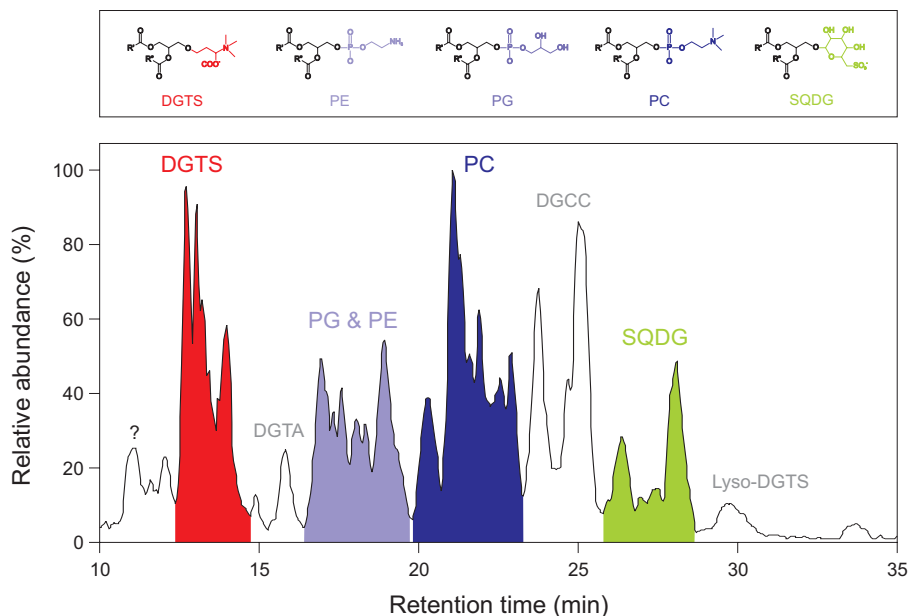 DGTS
PE
PG
PC
SQDG
DGTS
PC
DGCC
PG & PE
SQDG
DGTA
?
Lyso-DGTS
Relative abundance (%)
100
80
60
40
20
0
10
15
20
25
30
35
Retention time (min)